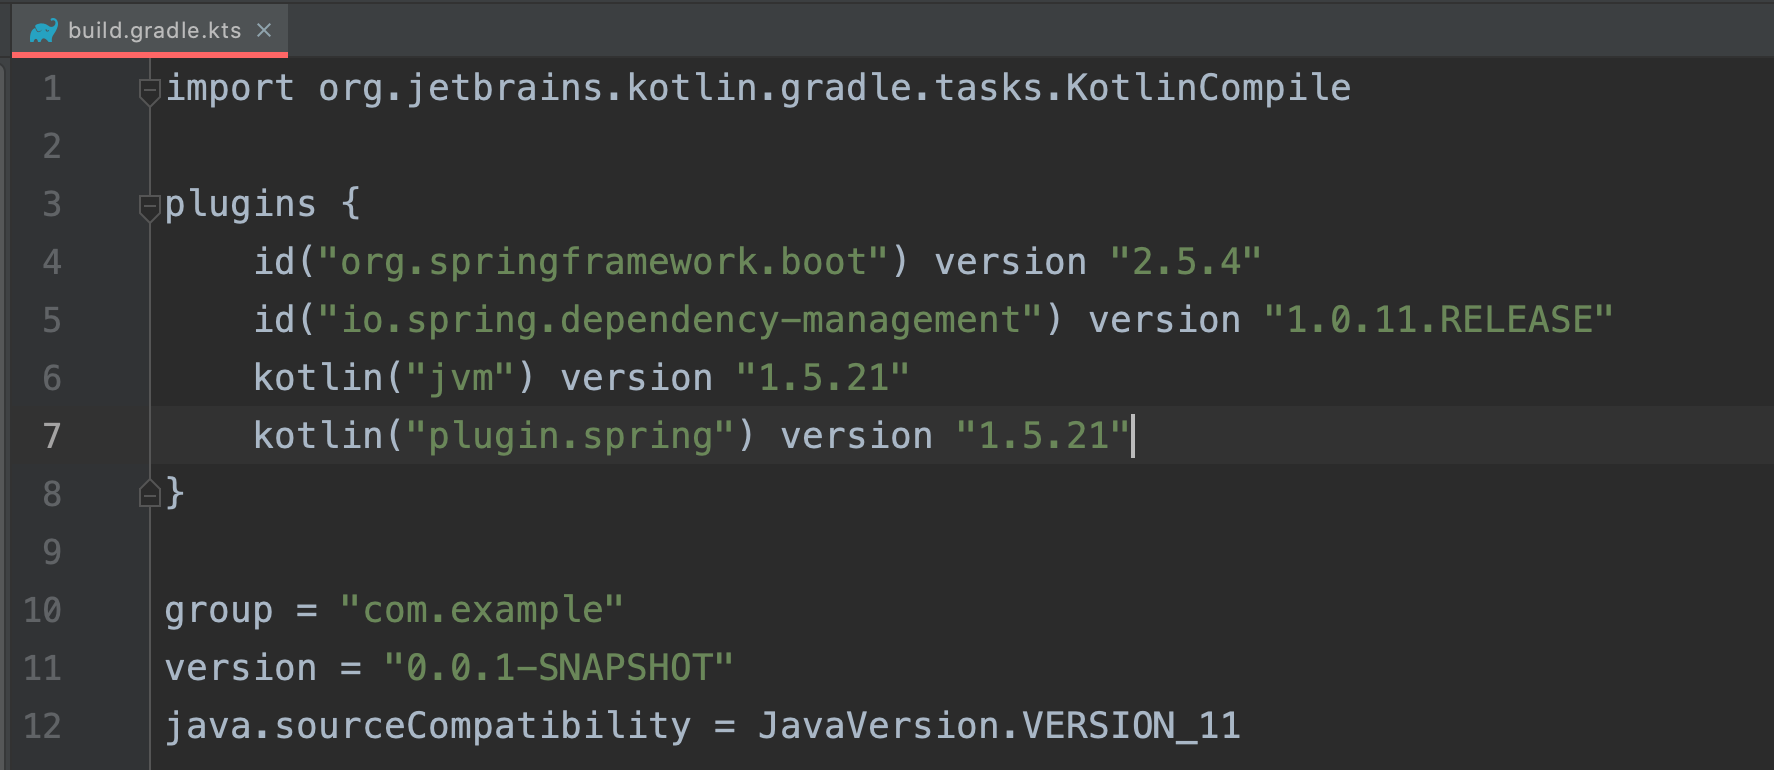 build.gradle.kts
1 import org.jetbrains.kotlin.gradle.tasks.KotlinCompile
2
3 plugins {
4     id("org.springframework.boot") version "2.5.4"
5     id("io.spring.dependency-management") version "1.0.11.RELEASE"
6     kotlin("jvm") version "1.5.21"
7     kotlin("plugin.spring") version "1.5.21"
8 }
9
10 group = "com.example"
11 version = "0.0.1-SNAPSHOT"
12 java.sourceCompatibility = JavaVersion.VERSION_11